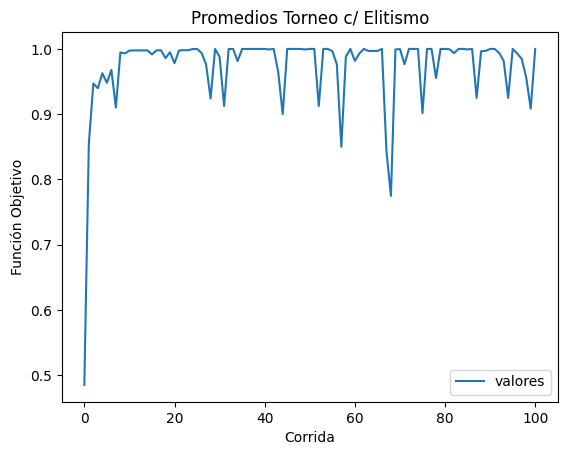 Promedios Torneo c/ Elitismo
Función Objetivo
1.0
0.9
0.8
0.7
0.6
0.5
0 20 40 60 80 100
Corrida
valores